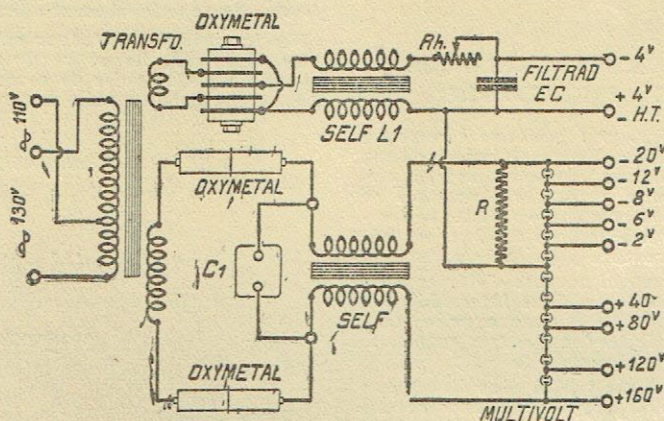 OXYMETAL
TRANSFO.
Rh.
- 4V
FILTRAD
EC
110V
+ 4V
- H.T.
SELF L1
- 20V
OXYMETAL
- 12V
- 8V
R
- 6V
130V
C1
- 2V
+ 40~
SELF
+ 80V
OXYMETAL
+120V
+160V
MULTIVOLT